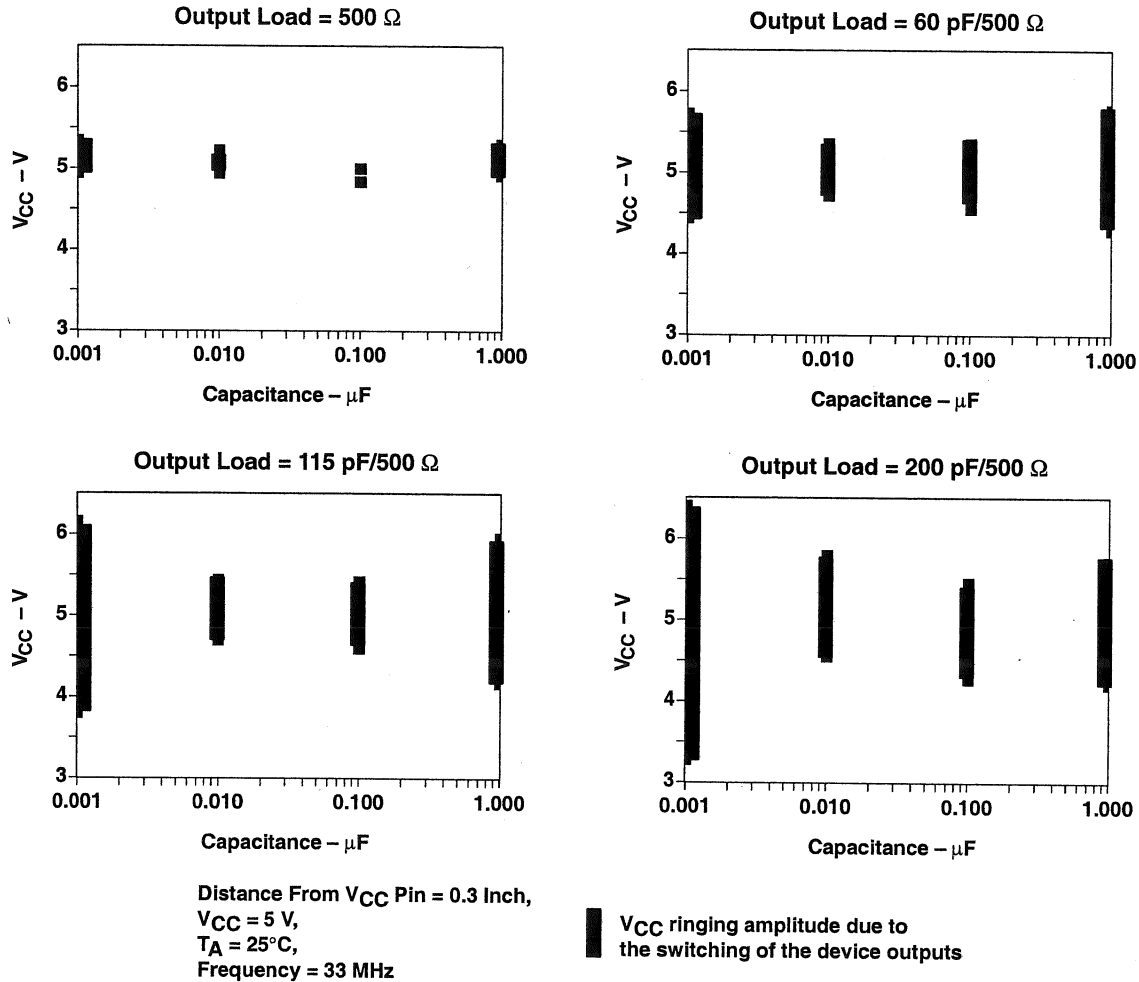 Output Load = 500 Ω
6
5
4
3
VCC – V
0.001
0.010
0.100
1.000
Capacitance – μF
Output Load = 60 pF/500 Ω
6
5
4
3
VCC – V
0.001
0.010
0.100
1.000
Capacitance – μF
Output Load = 115 pF/500 Ω
6
5
4
3
VCC – V
0.001
0.010
0.100
1.000
Capacitance – μF
Output Load = 200 pF/500 Ω
6
5
4
3
VCC – V
0.001
0.010
0.100
1.000
Capacitance – μF
Distance From VCC Pin = 0.3 Inch,
VCC = 5 V,
TA = 25°C,
Frequency = 33 MHz
VCC ringing amplitude due to
the switching of the device outputs